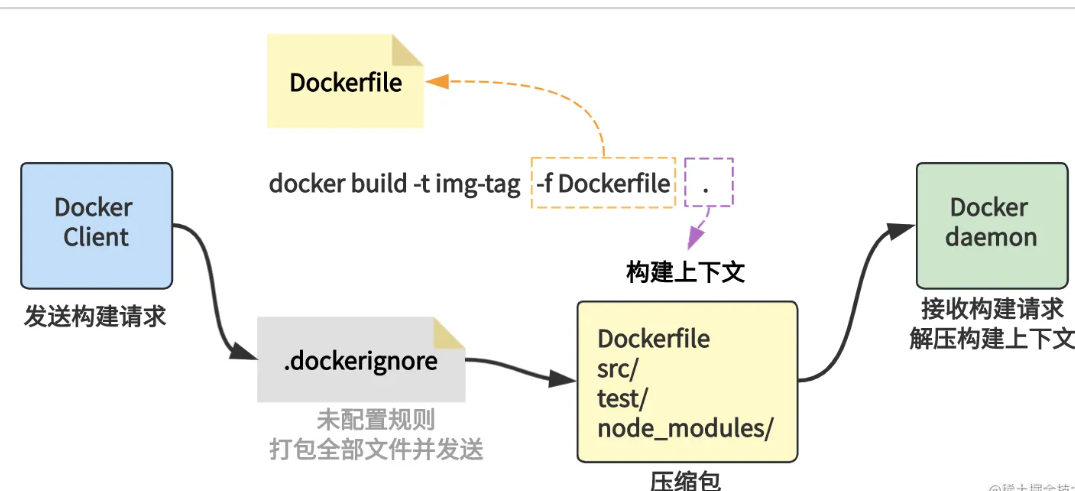 Dockerfile
docker build -t img-tag -f Dockerfile .
Docker
Client
发送构建请求
构建上下文
Docker
daemon
接收构建请求
解压构建上下文
.dockerignore
未配置规则
打包全部文件并发送
Dockerfile
src/
test/
node_modules/
压缩包